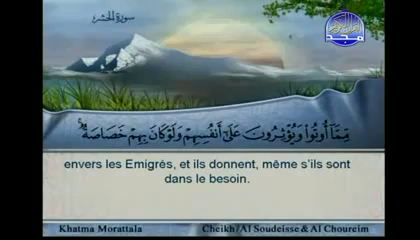 سورة الحشر
مِّمَّا أُوتُوا۟ وَيُؤْثِرُونَ عَلَىٰٓ أَنفُسِهِمْ وَلَوْ كَانَ بِهِمْ خَصَاصَةٌ ۚ
envers les Emigrés, et ils donnent, même s'ils sont
dans le besoin.
Khatma Morattala
Cheikh/Al Soudeisse & Al Choureim